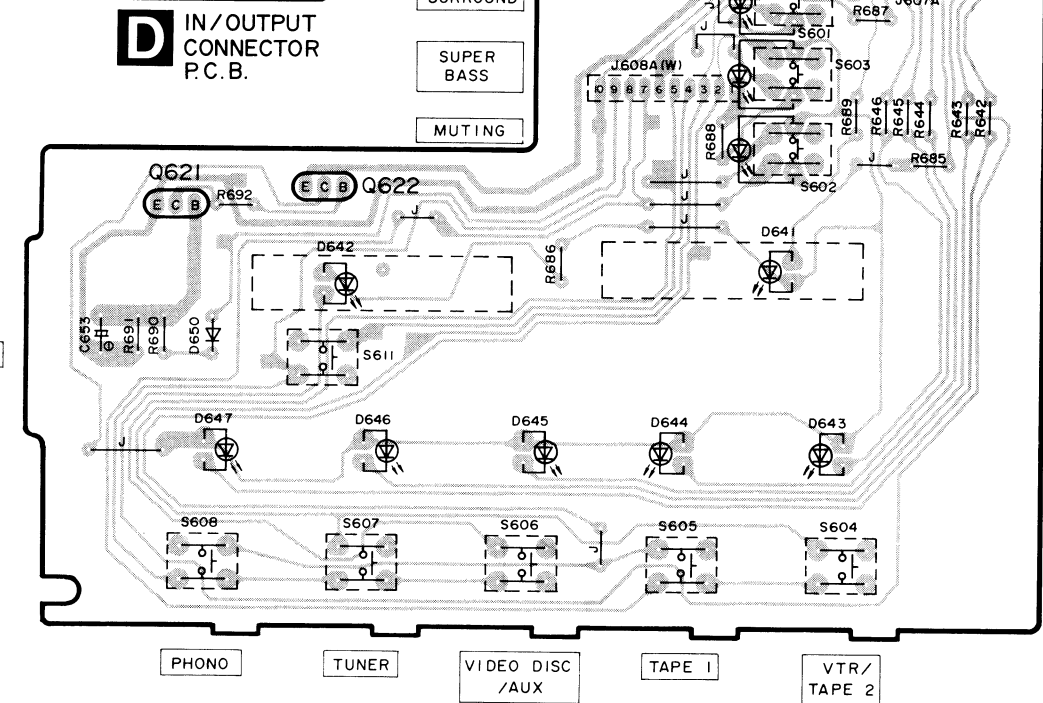 SURROUND
D
IN/OUTPUT
CONNECTOR
P.C.B.
SUPER
BASS
MUTING
R687
J607A
S601
J
J608A(W)
10 9 8 7 6 5 4 3 2
S603
R689
R646
R645
R644
R643
R642
R688
S602
J
R685
Q621
E C B
R692
E C B
Q622
J
J
J
J
D642
R686
D641
C653
R691
R690
D650
S611
D647
D646
D645
D644
D643
J
S608
S607
S606
J
S605
S604
PHONO
TUNER
VIDEO DISC
/AUX
TAPE 1
VTR/
TAPE 2